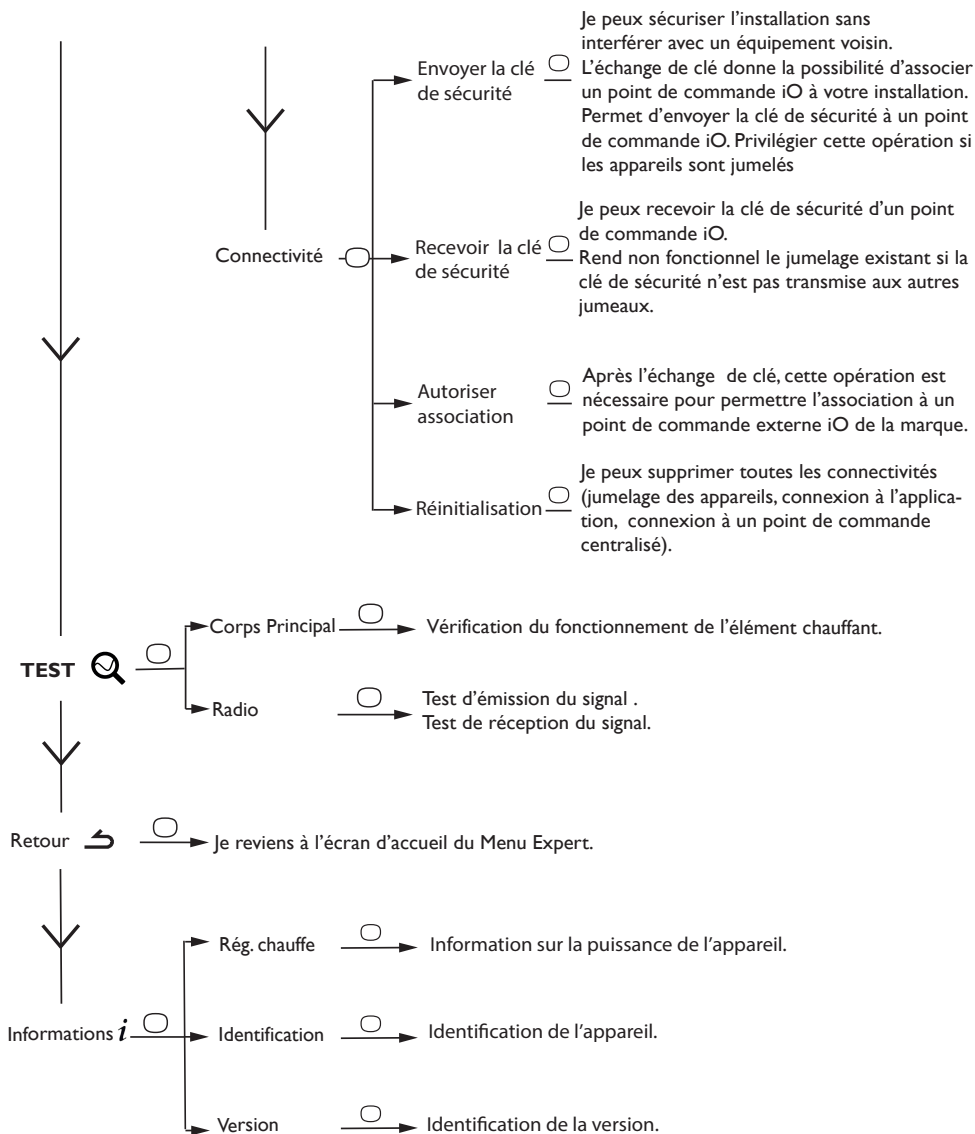 Je peux sécuriser l'installation sans
interférer avec un équipement voisin.
Envoyer la clé
de sécurité
L'échange de clé donne la possibilité d'associer
un point de commande iO à votre installation.
Permet d'envoyer la clé de sécurité à un point
de commande iO. Privilégier cette opération si
les appareils sont jumelés
Connectivité
Recevoir la clé
de sécurité
Je peux recevoir la clé de sécurité d'un point
de commande iO.
Rend non fonctionnel le jumelage existant si la
clé de sécurité n'est pas transmise aux autres
jumeaux.
Autoriser
association
Après l'échange de clé, cette opération est
nécessaire pour permettre l'association à un
point de commande externe iO de la marque.
Réinitialisation
Je peux supprimer toutes les connectivités
(jumelage des appareils, connexion à l'applica-
tion, connexion à un point de commande
centralisé).
TEST
Corps Principal
Vérification du fonctionnement de l'élément chauffant.
Radio
Test d'émission du signal .
Test de réception du signal.
Retour
Je reviens à l'écran d'accueil du Menu Expert.
Informations i
Rég. chauffe
Information sur la puissance de l'appareil.
Identification
Identification de l'appareil.
Version
Identification de la version.